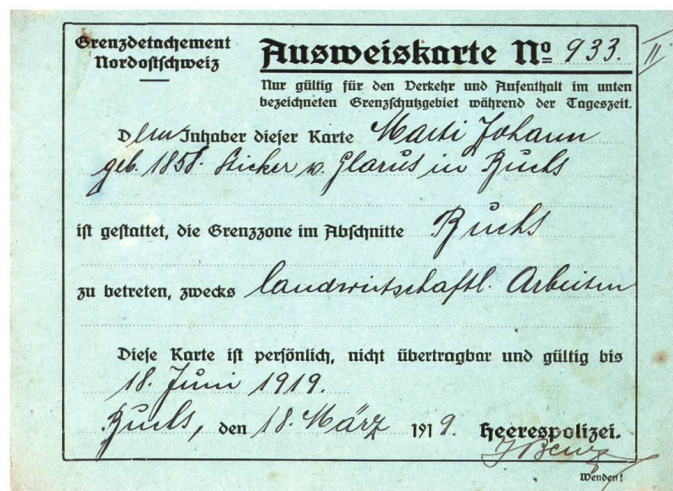 Grenzdetachement
Nordostschweiz
Ausweiskarte Nº 933. II
Nur gültig für den Verkehr und Aufenthalt im unten
bezeichneten Grenzschutzgebiet während der Tageszeit.
Dem Inhaber dieser Karte Marti Johann
geb. 1858. Sticker v. Glarus in Buchs
ist gestattet, die Grenzzone im Abschnitte Buchs
zu betreten, zwecks landwirtschaftl. Arbeiten
Diese Karte ist persönlich, nicht übertragbar und gültig bis
18. Juni 1919.
Buchs, den 18. März 1919. Heerespolizei.
Wenden!